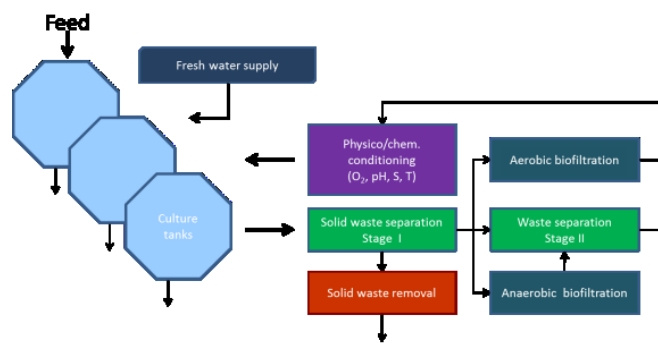 Feed
Fresh water supply
Physico/chem.
conditioning
(O₂, pH, S, T)
Aerobic biofiltration
Culture
tanks
Solid waste separation
Stage I
Waste separation
Stage II
Solid waste removal
Anaerobic biofiltration